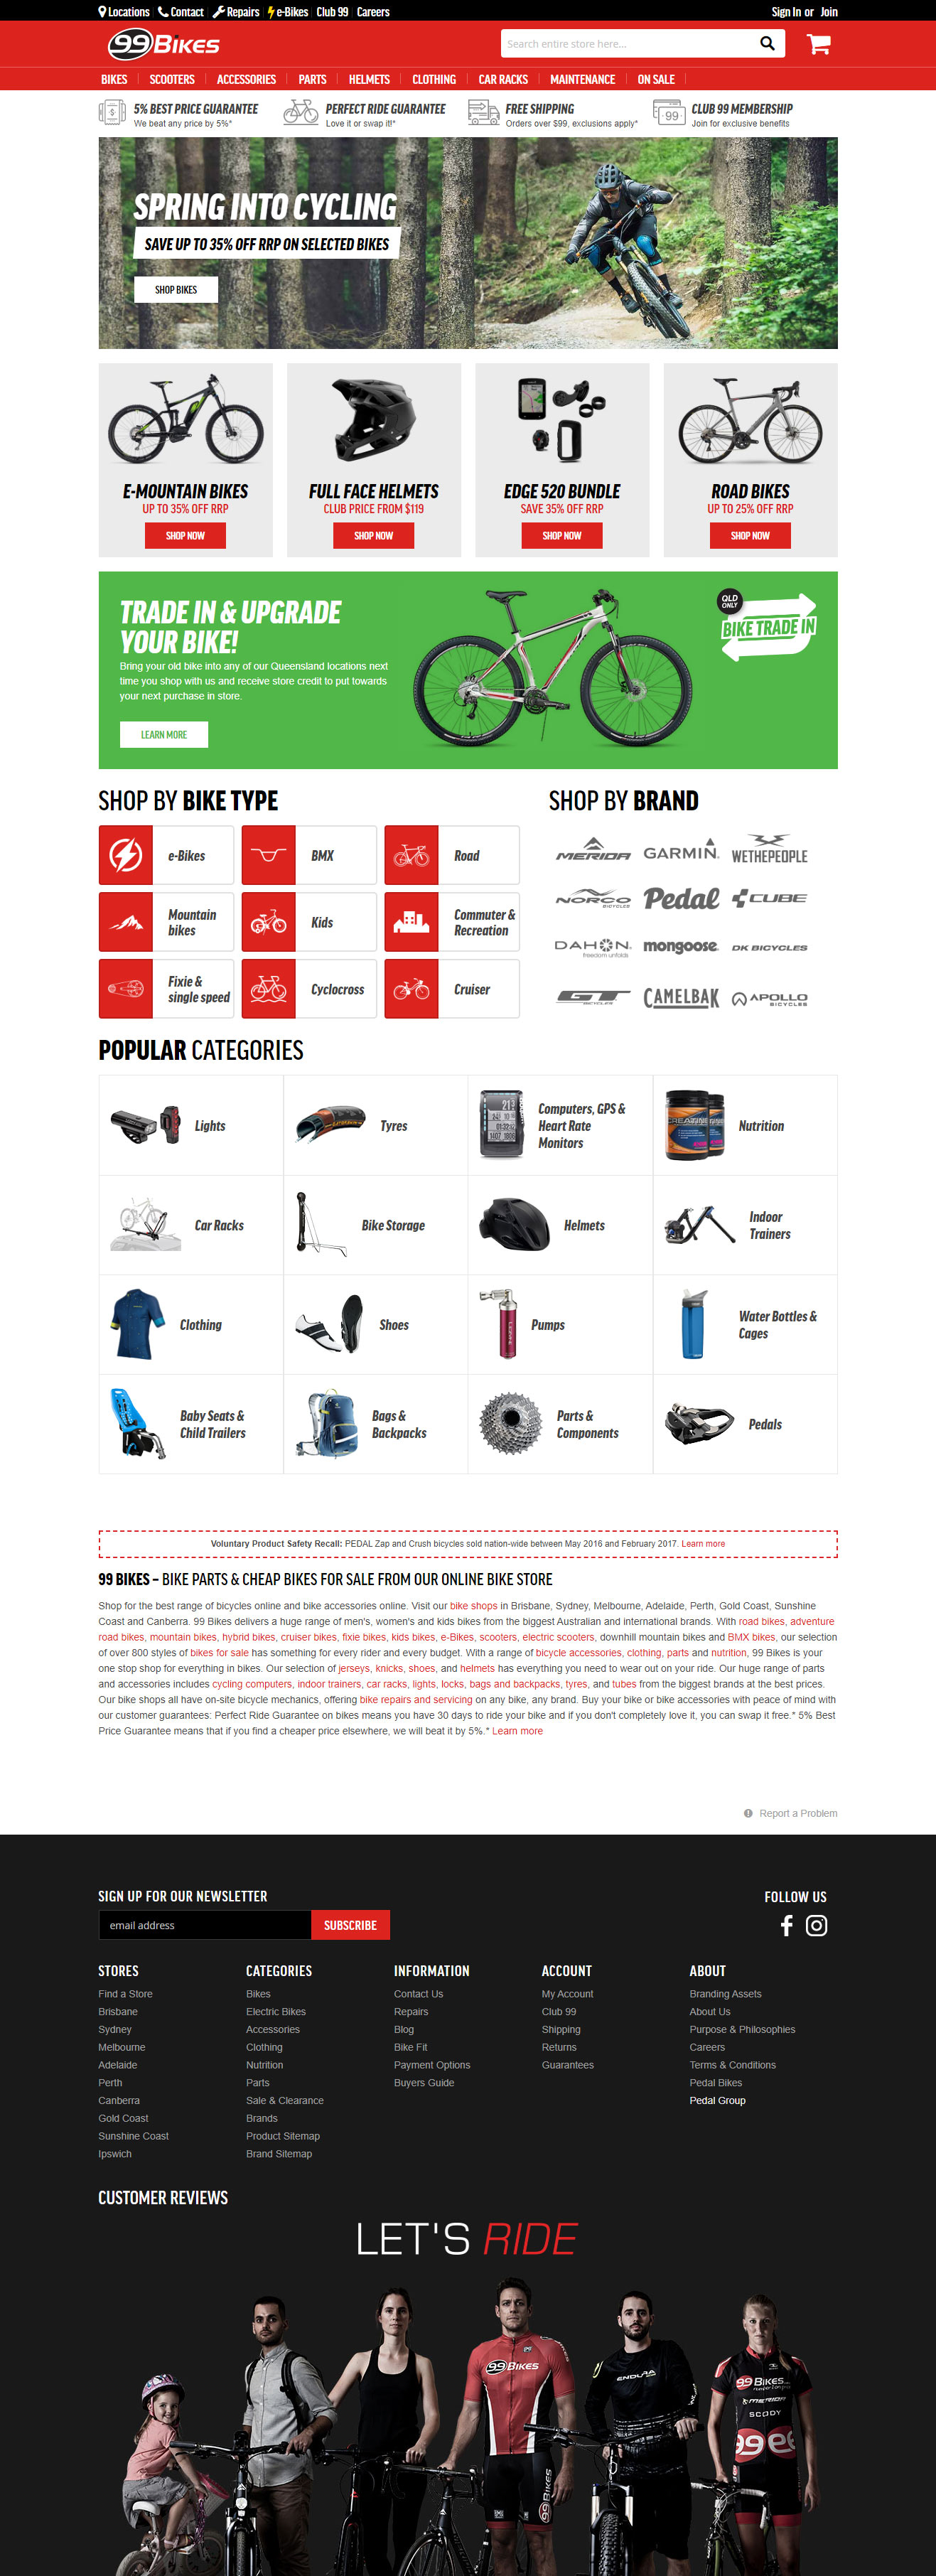 Locations Contact Repairs e-Bikes Club 99 Careers
Sign In or Join
99 Bikes
Search entire store here...
BIKES SCOOTERS ACCESSORIES PARTS HELMETS CLOTHING CAR RACKS MAINTENANCE ON SALE
5% BEST PRICE GUARANTEE
We beat any price by 5%*
PERFECT RIDE GUARANTEE
Love it or swap it!*
FREE SHIPPING
Orders over $99, exclusions apply*
99
CLUB 99 MEMBERSHIP
Join for exclusive benefits
SPRING INTO CYCLING
SAVE UP TO 35% OFF RRP ON SELECTED BIKES
SHOP BIKES
E-MOUNTAIN BIKES
UP TO 35% OFF RRP
SHOP NOW
FULL FACE HELMETS
CLUB PRICE FROM $119
SHOP NOW
EDGE 520 BUNDLE
SAVE 35% OFF RRP
SHOP NOW
ROAD BIKES
UP TO 25% OFF RRP
SHOP NOW
TRADE IN & UPGRADE
YOUR BIKE!
Bring your old bike into any of our Queensland locations next
time you shop with us and receive store credit to put towards
your next purchase in store.
LEARN MORE
QLD
ONLY
BIKE TRADE IN
SHOP BY BIKE TYPE
e-Bikes
BMX
Road
Mountain
bikes
Kids
Commuter &
Recreation
Fixie &
single speed
Cyclocross
Cruiser
SHOP BY BRAND
MERIDA GARMIN WETHEPEOPLE
NORCO BICYCLES Pedal CUBE
DAHON freedom unfolds mongoose DK BICYCLES
GT BICYCLES CAMELBAK APOLLO BICYCLES
POPULAR CATEGORIES
Lights
Tyres
Computers, GPS &
Heart Rate
Monitors
Nutrition
Car Racks
Bike Storage
Helmets
Indoor
Trainers
Clothing
Shoes
Pumps
Water Bottles &
Cages
Baby Seats &
Child Trailers
Bags &
Backpacks
Parts &
Components
Pedals
Voluntary Product Safety Recall: PEDAL Zap and Crush bicycles sold nation-wide between May 2016 and February 2017. Learn more
99 BIKES – BIKE PARTS & CHEAP BIKES FOR SALE FROM OUR ONLINE BIKE STORE
Shop for the best range of bicycles online and bike accessories online. Visit our bike shops in Brisbane, Sydney, Melbourne, Adelaide, Perth, Gold Coast, Sunshine
Coast and Canberra. 99 Bikes delivers a huge range of men's, women's and kids bikes from the biggest Australian and international brands. With road bikes, adventure
road bikes, mountain bikes, hybrid bikes, cruiser bikes, fixie bikes, kids bikes, e-Bikes, scooters, electric scooters, downhill mountain bikes and BMX bikes, our selection
of over 800 styles of bikes for sale has something for every rider and every budget. With a range of bicycle accessories, clothing, parts and nutrition, 99 Bikes is your
one stop shop for everything in bikes. Our selection of jerseys, knicks, shoes, and helmets has everything you need to wear out on your ride. Our huge range of parts
and accessories includes cycling computers, indoor trainers, car racks, lights, locks, bags and backpacks, tyres, and tubes from the biggest brands at the best prices.
Our bike shops all have on-site bicycle mechanics, offering bike repairs and servicing on any bike, any brand. Buy your bike or bike accessories with peace of mind with
our customer guarantees: Perfect Ride Guarantee on bikes means you have 30 days to ride your bike and if you don't completely love it, you can swap it free.* 5% Best
Price Guarantee means that if you find a cheaper price elsewhere, we will beat it by 5%.* Learn more
Report a Problem
SIGN UP FOR OUR NEWSLETTER
email address
SUBSCRIBE
FOLLOW US
STORES
Find a Store
Brisbane
Sydney
Melbourne
Adelaide
Perth
Canberra
Gold Coast
Sunshine Coast
Ipswich
CATEGORIES
Bikes
Electric Bikes
Accessories
Clothing
Nutrition
Parts
Sale & Clearance
Brands
Product Sitemap
Brand Sitemap
INFORMATION
Contact Us
Repairs
Blog
Bike Fit
Payment Options
Buyers Guide
ACCOUNT
My Account
Club 99
Shipping
Returns
Guarantees
ABOUT
Branding Assets
About Us
Purpose & Philosophies
Careers
Terms & Conditions
Pedal Bikes
Pedal Group
CUSTOMER REVIEWS
LET'S RIDE
99 BIKES
ENDURA
99 BIKES
MERIDA
SCODY
99
99 BIKES